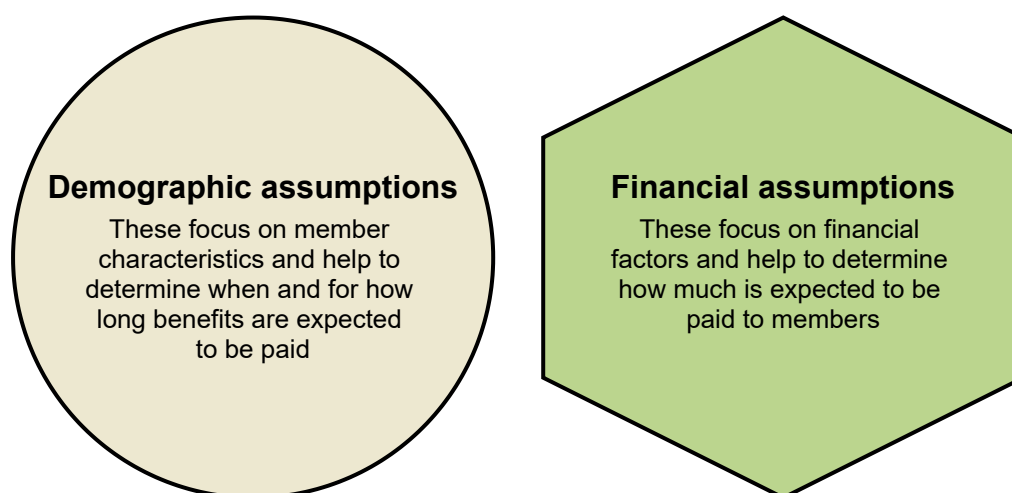 Demographic assumptions
These focus on member
characteristics and help to
determine when and for how
long benefits are expected
to be paid
Financial assumptions
These focus on financial
factors and help to determine
how much is expected to be
paid to members